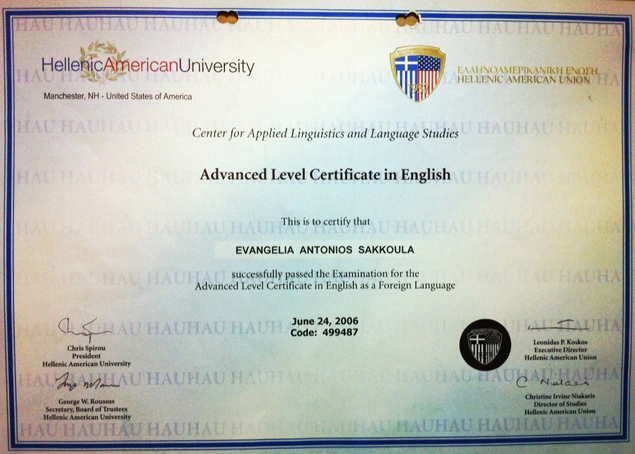 HellenicAmericanUniversity
Manchester, NH - United States of America
ΕΛΛΗΝΟΑΜΕΡΙΚΑΝΙΚΗ ΕΝΩΣΗ
HELLENIC AMERICAN UNION
1957
Center for Applied Linguistics and Language Studies
Advanced Level Certificate in English
This is to certify that
EVANGELIA ANTONIOS SAKKOULA
successfully passed the Examination for the
Advanced Level Certificate in English as a Foreign Language
June 24, 2006
Code: 499487
Chris Spirou
President
Hellenic American University
George W. Roussos
Secretary, Board of Trustees
Hellenic American University
Leonidas P. Koskos
Executive Director
Hellenic American Union
Christine Irvine Niakaris
Director of Studies
Hellenic American Union